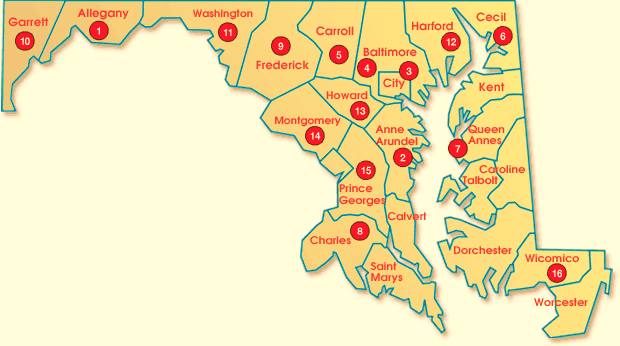 Garrett
10
Allegany
1
Washington
11
Frederick
9
Carroll
5
Baltimore
4
City
3
Harford
12
Cecil
6
Kent
Howard
13
Montgomery
14
Anne
Arundel
2
Queen
Annes
7
Caroline
Talbolt
15
Prince
Georges
Calvert
Charles
8
Saint
Marys
Dorchester
Wicomico
16
Worcester